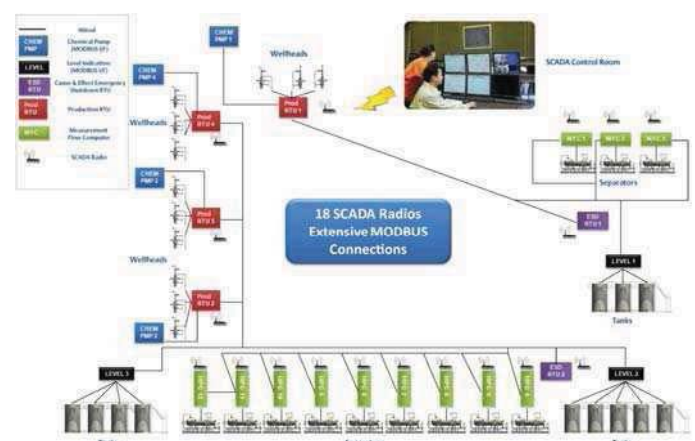 Wired
CHEM
PMP
Chemical Pump
(MODBUS I/F)
LEVEL
Level Indication
(MODBUS I/F)
ESD
RTU
Cause & Effect Emergency
Shutdown RTU
Prod
RTU
Production RTU
MFC
Measurement
Flow Computer
SCADA Radio
CHEM
PMP 1
Wellheads
Prod
RTU 1
SCADA Control Room
CHEM
PMP 4
Wellheads
Prod
RTU 4
MFC 1
MFC 2
MFC 3
Separators
CHEM
PMP 3
Prod
RTU 3
18 SCADA Radios
Extensive MODBUS
Connections
ESD
RTU 1
LEVEL 1
Tanks
Wellheads
Prod
RTU 2
CHEM
PMP 2
LEVEL 3
ESD
RTU 2
LEVEL 2